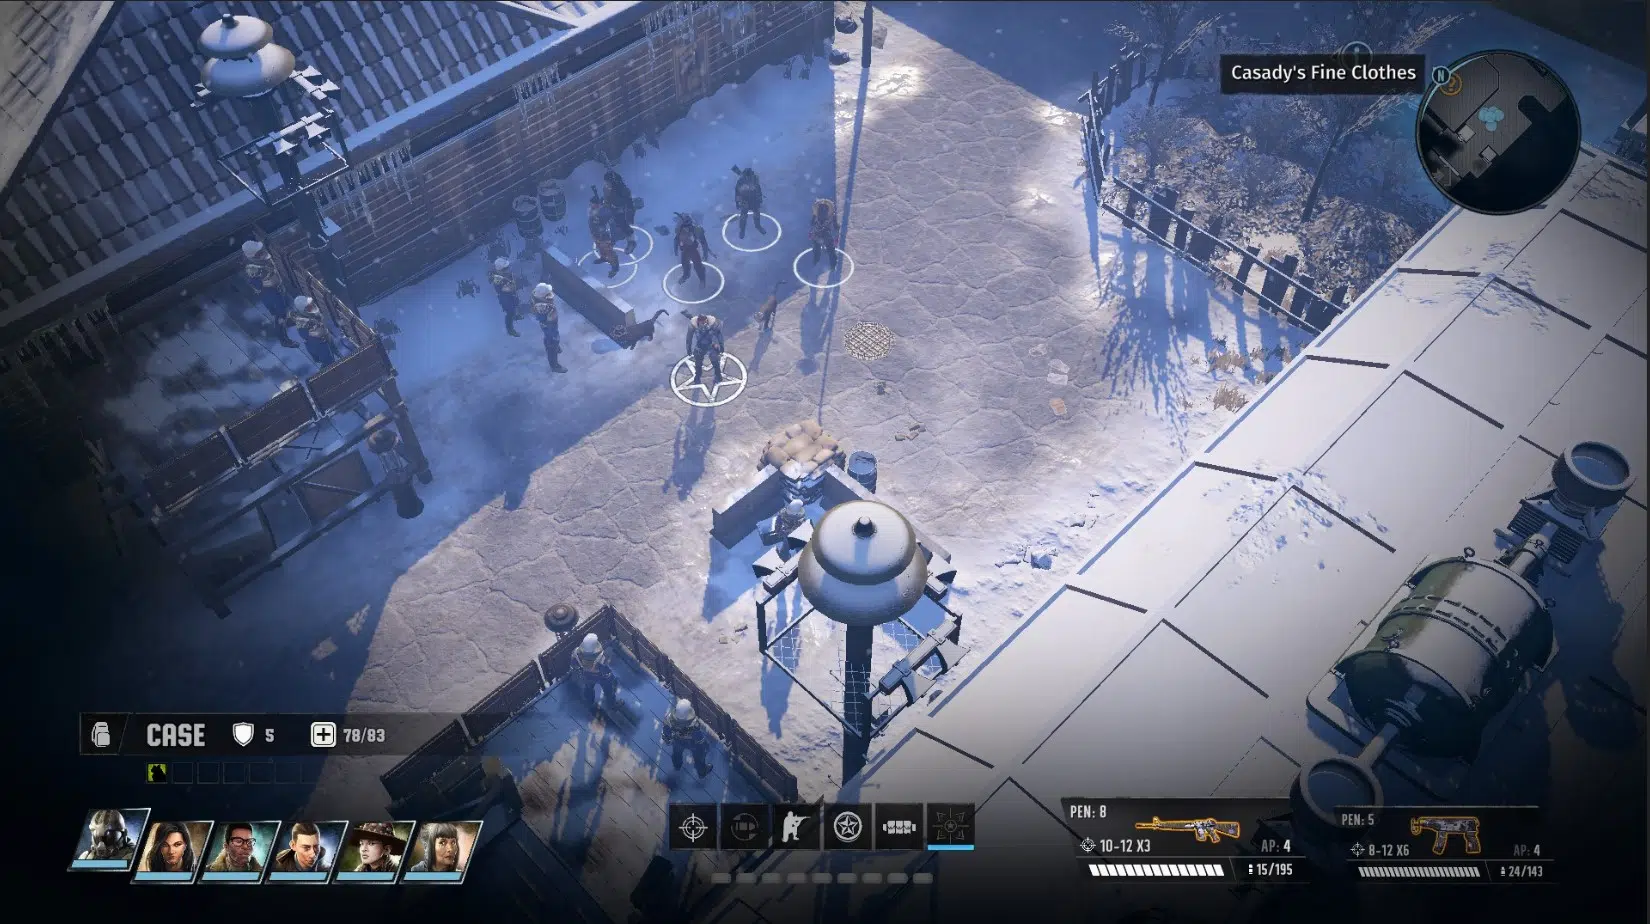 Casady's Fine Clothes
N
CASE
5
78/83
PEN: 8
10-12 X3
AP: 4
15/195
PEN: 5
8-12 X6
AP: 4
24/143